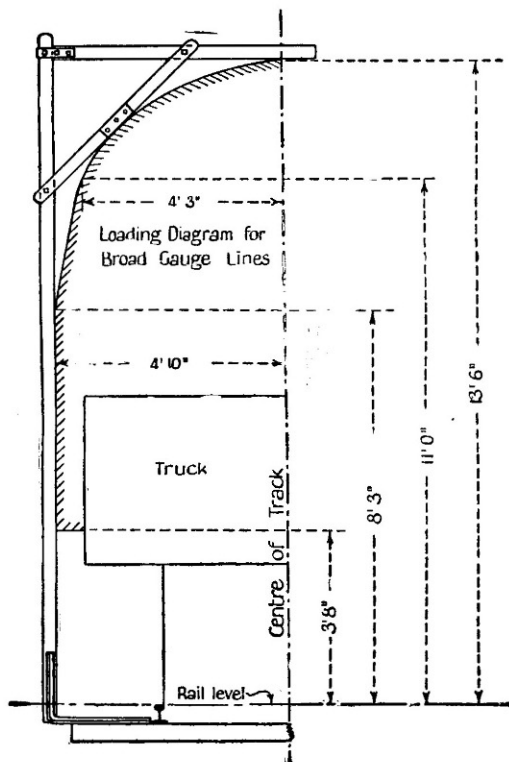 4' 3"
Loading Diagram for
Broad Gauge Lines
4' 10"
Truck
Centre of Track
Rail level
3' 8"
8' 3"
11' 0"
13' 6"